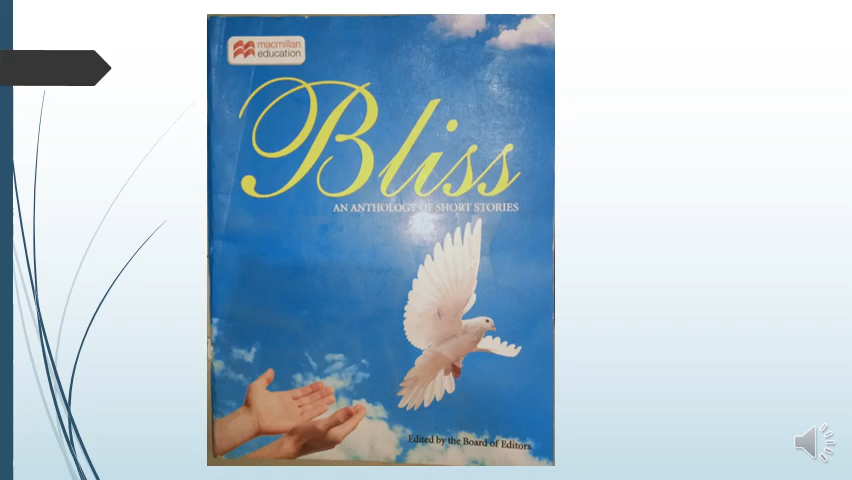 macmillan
education
Bliss
AN ANTHOLOGY OF SHORT STORIES
Edited by the Board of Editors